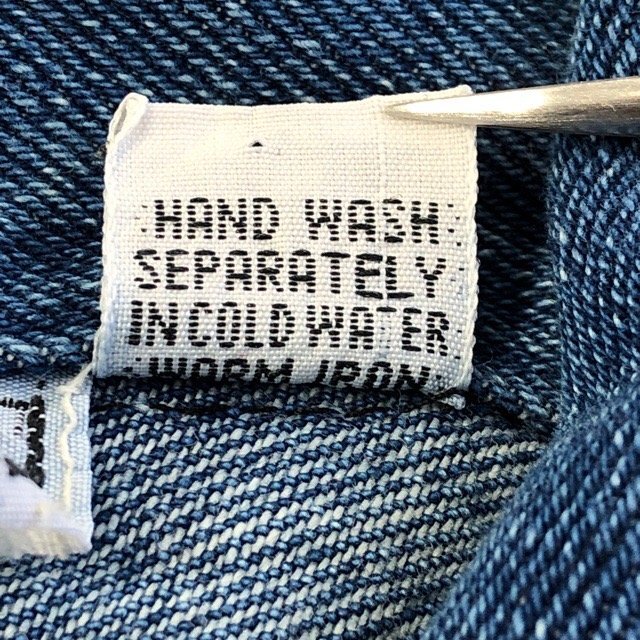 HAND WASH
SEPARATELY
IN COLD WATER
WARM IRON